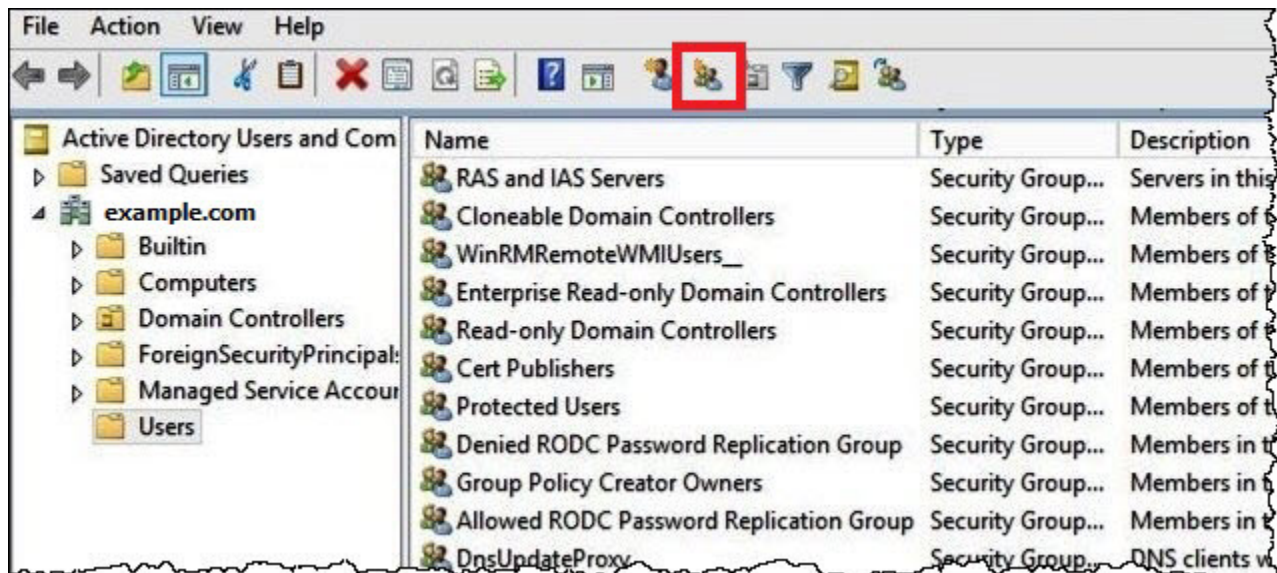 File Action View Help
Active Directory Users and Com
Saved Queries
example.com
Builtin
Computers
Domain Controllers
ForeignSecurityPrincipal
Managed Service Accour
Users
Name Type Description
RAS and IAS Servers Security Group... Servers in this
Cloneable Domain Controllers Security Group... Members of
WinRMRemoteWMIUsers__ Security Group... Members of
Enterprise Read-only Domain Controllers Security Group... Members of
Read-only Domain Controllers Security Group... Members of
Cert Publishers Security Group... Members of
Protected Users Security Group... Members of
Denied RODC Password Replication Group Security Group... Members in
Group Policy Creator Owners Security Group... Members in
Allowed RODC Password Replication Group Security Group... Members in
DnsUpdateProxy Security Group... DNS clients